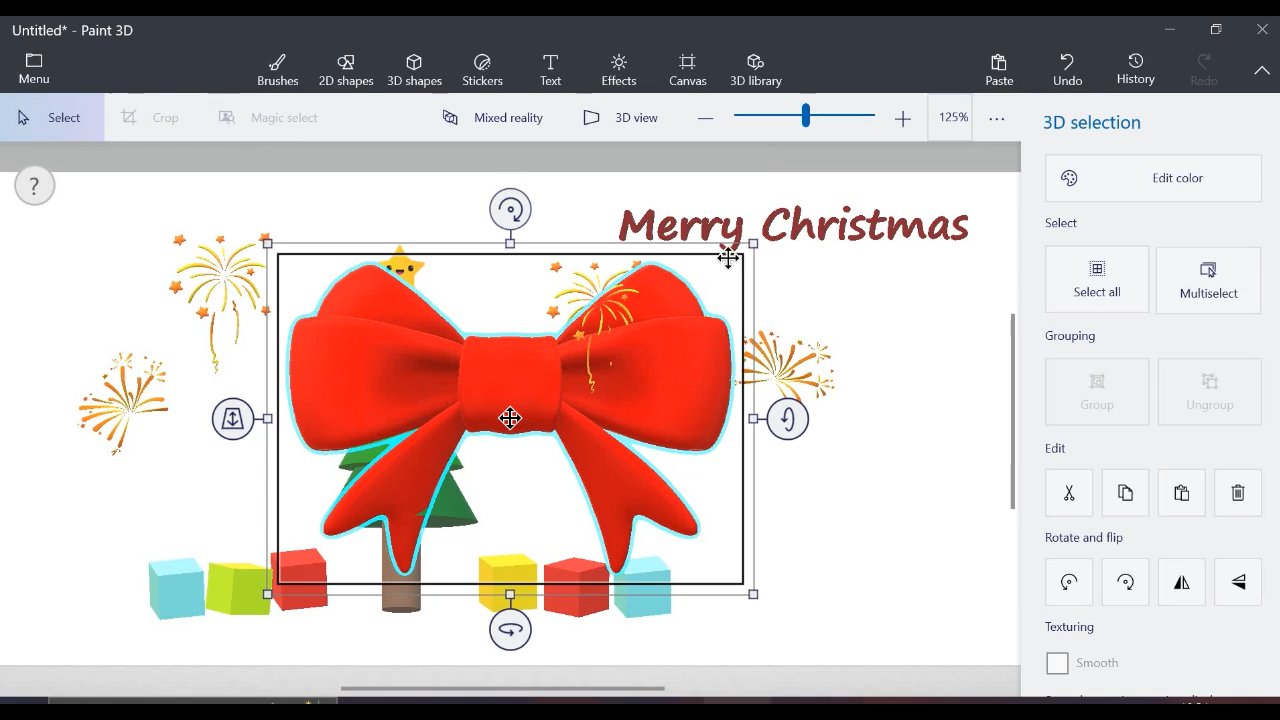 Untitled* - Paint 3D
Menu
Brushes 2D shapes 3D shapes Stickers Text Effects Canvas 3D library Paste Undo History Redo
Select Crop Magic select Mixed reality 3D view 125%
3D selection
?
Edit color
Select
Merry Christmas
Select all Multiselect
Grouping
Group Ungroup
Edit
Rotate and flip
Texturing
Smooth